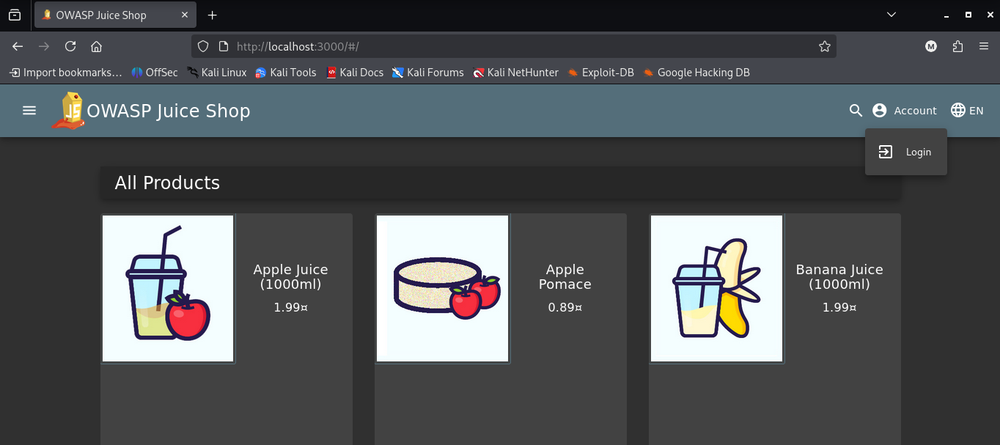 OWASP Juice Shop
http://localhost:3000/#/
M
Import bookmarks… OffSec Kali Linux Kali Tools Kali Docs Kali Forums Kali NetHunter Exploit-DB Google Hacking DB
JS OWASP Juice Shop Account EN
Login
All Products
Apple Juice
(1000ml)
1.99¤
Apple
Pomace
0.89¤
Banana Juice
(1000ml)
1.99¤